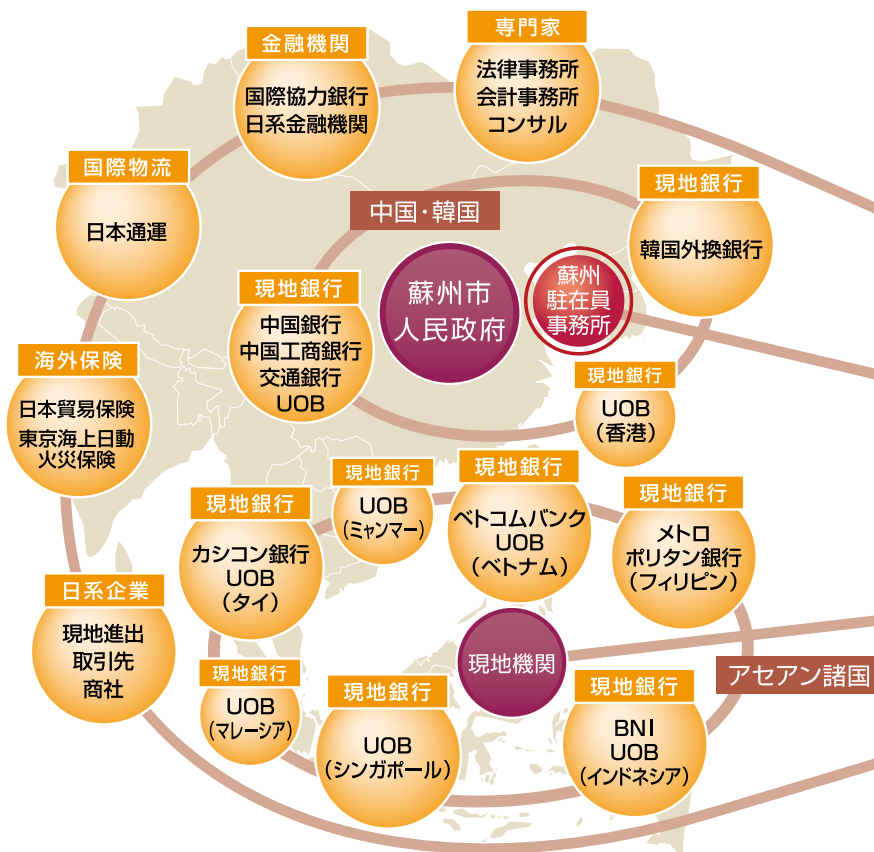 金融機関
国際協力銀行
日系金融機関
専門家
法律事務所
会計事務所
コンサル
国際物流
日本通運
中国・韓国
現地銀行
韓国外換銀行
蘇州市
人民政府
蘇州
駐在員
事務所
現地銀行
中国銀行
中国工商銀行
交通銀行
UOB
海外保険
日本貿易保険
東京海上日動
火災保険
現地銀行
UOB
（香港）
現地銀行
UOB
（ミャンマー）
現地銀行
ベトコムバンク
UOB
（ベトナム）
現地銀行
メトロ
ポリタン銀行
（フィリピン）
現地銀行
カシコン銀行
UOB
（タイ）
日系企業
現地進出
取引先
商社
現地機関
アセアン諸国
現地銀行
UOB
（マレーシア）
現地銀行
UOB
（シンガポール）
現地銀行
BNI
UOB
（インドネシア）